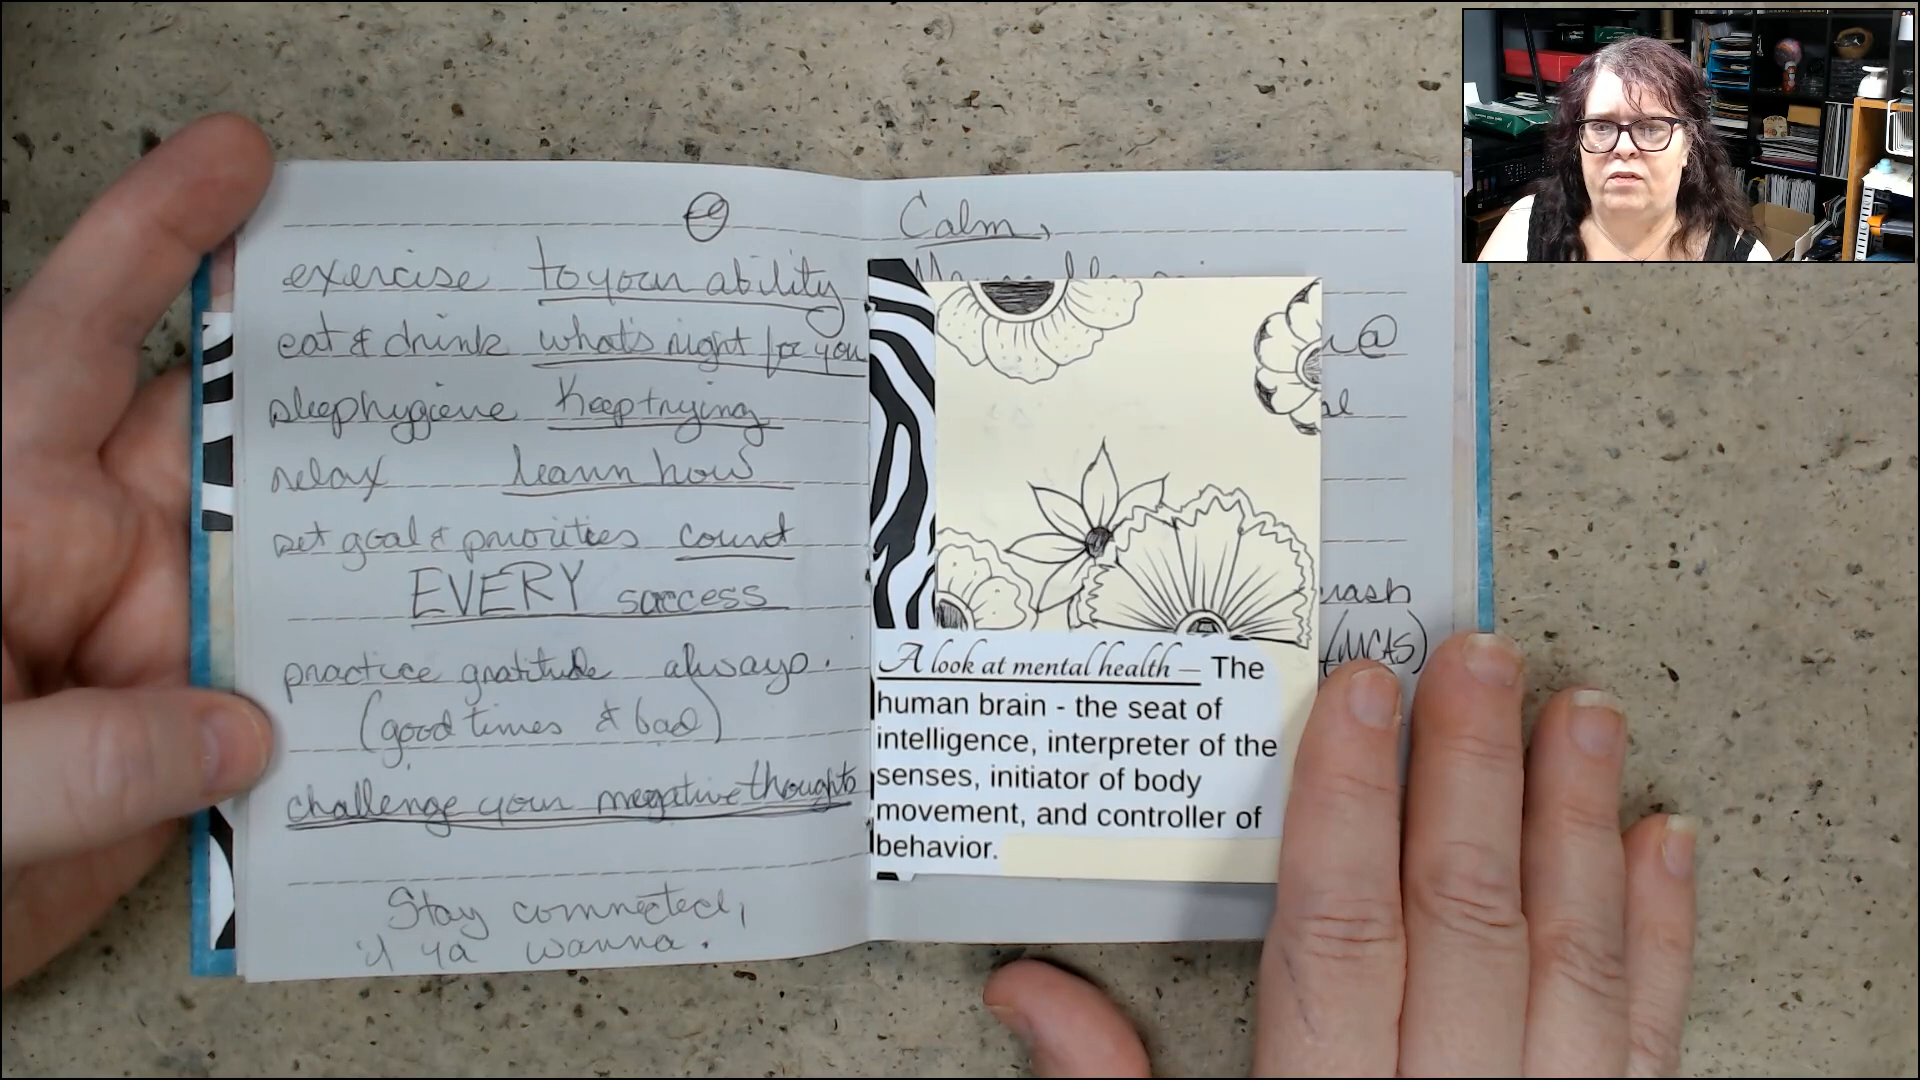 exercise to your ability
eat & drink what's right for you
sleep hygiene Keep trying
relax learn how
set goal & priorities count
EVERY success
practice gratitude always.
(good times & bad)
challenge your negative thoughts
Stay connected,
if ya wanna.
Calm,
(MCAS)
A look at mental health — The
human brain - the seat of
intelligence, interpreter of the
senses, initiator of body
movement, and controller of
behavior.